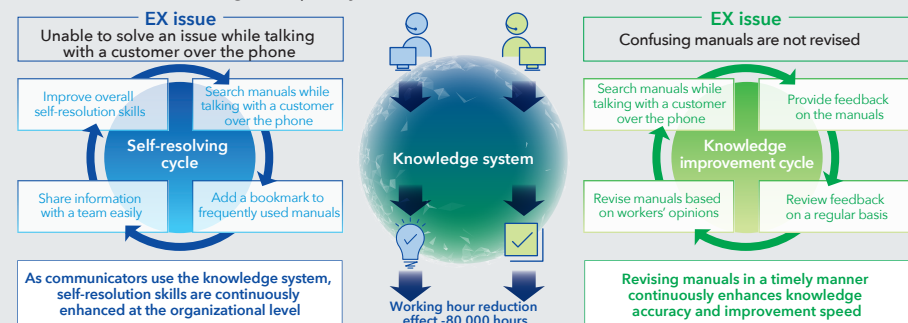 EX issue
Unable to solve an issue while talking
with a customer over the phone
Improve overall
self-resolution skills
Search manuals while
talking with a customer
over the phone
Self-resolving
cycle
Share information
with a team easily
Add a bookmark to
frequently used manuals
As communicators use the knowledge system,
self-resolution skills are continuously
enhanced at the organizational level
Knowledge system
Working hour reduction
effect -80,000 hours
EX issue
Confusing manuals are not revised
Search manuals while
talking with a customer
over the phone
Provide feedback
on the manuals
Knowledge
improvement cycle
Revise manuals based
on workers' opinions
Review feedback
on a regular basis
Revising manuals in a timely manner
continuously enhances knowledge
accuracy and improvement speed